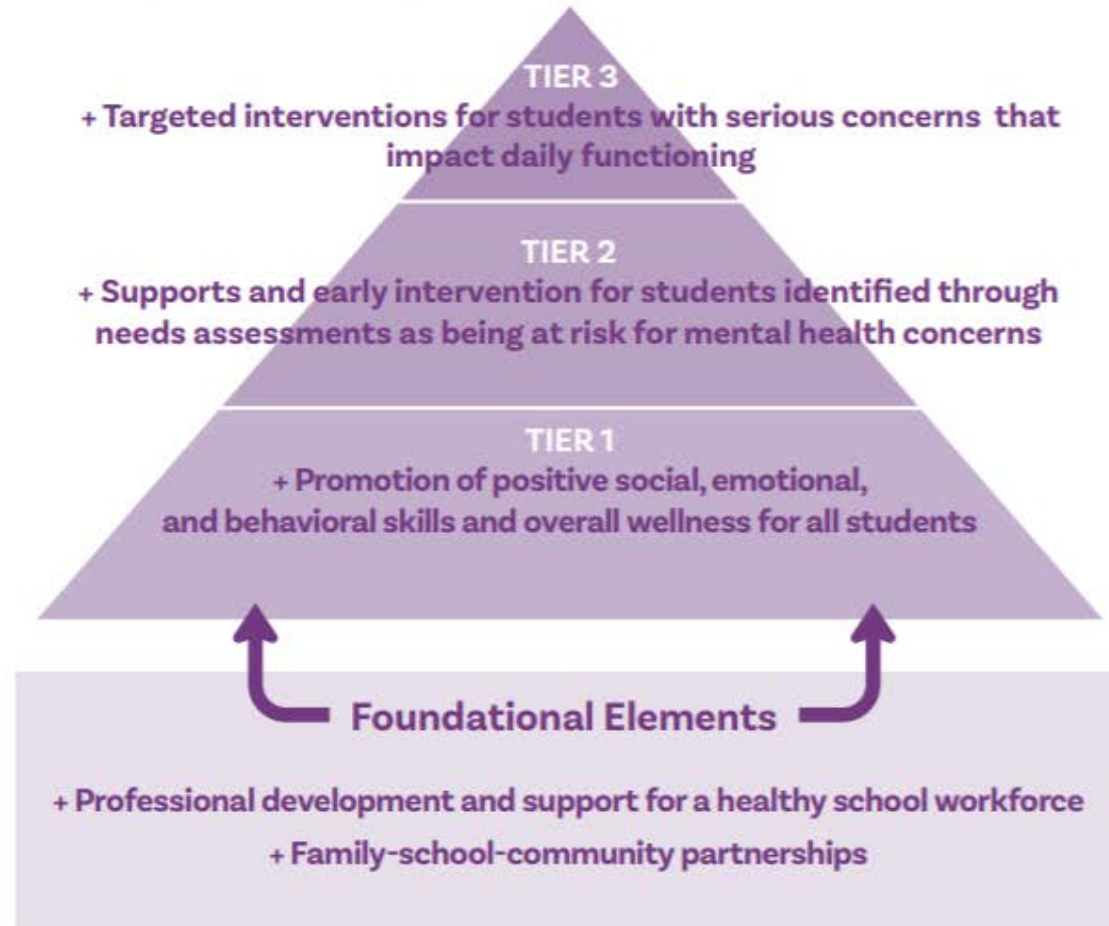 TIER 3
+ Targeted interventions for students with serious concerns that
impact daily functioning
TIER 2
+ Supports and early intervention for students identified through
needs assessments as being at risk for mental health concerns
TIER 1
+ Promotion of positive social, emotional,
and behavioral skills and overall wellness for all students
Foundational Elements
+ Professional development and support for a healthy school workforce
+ Family-school-community partnerships